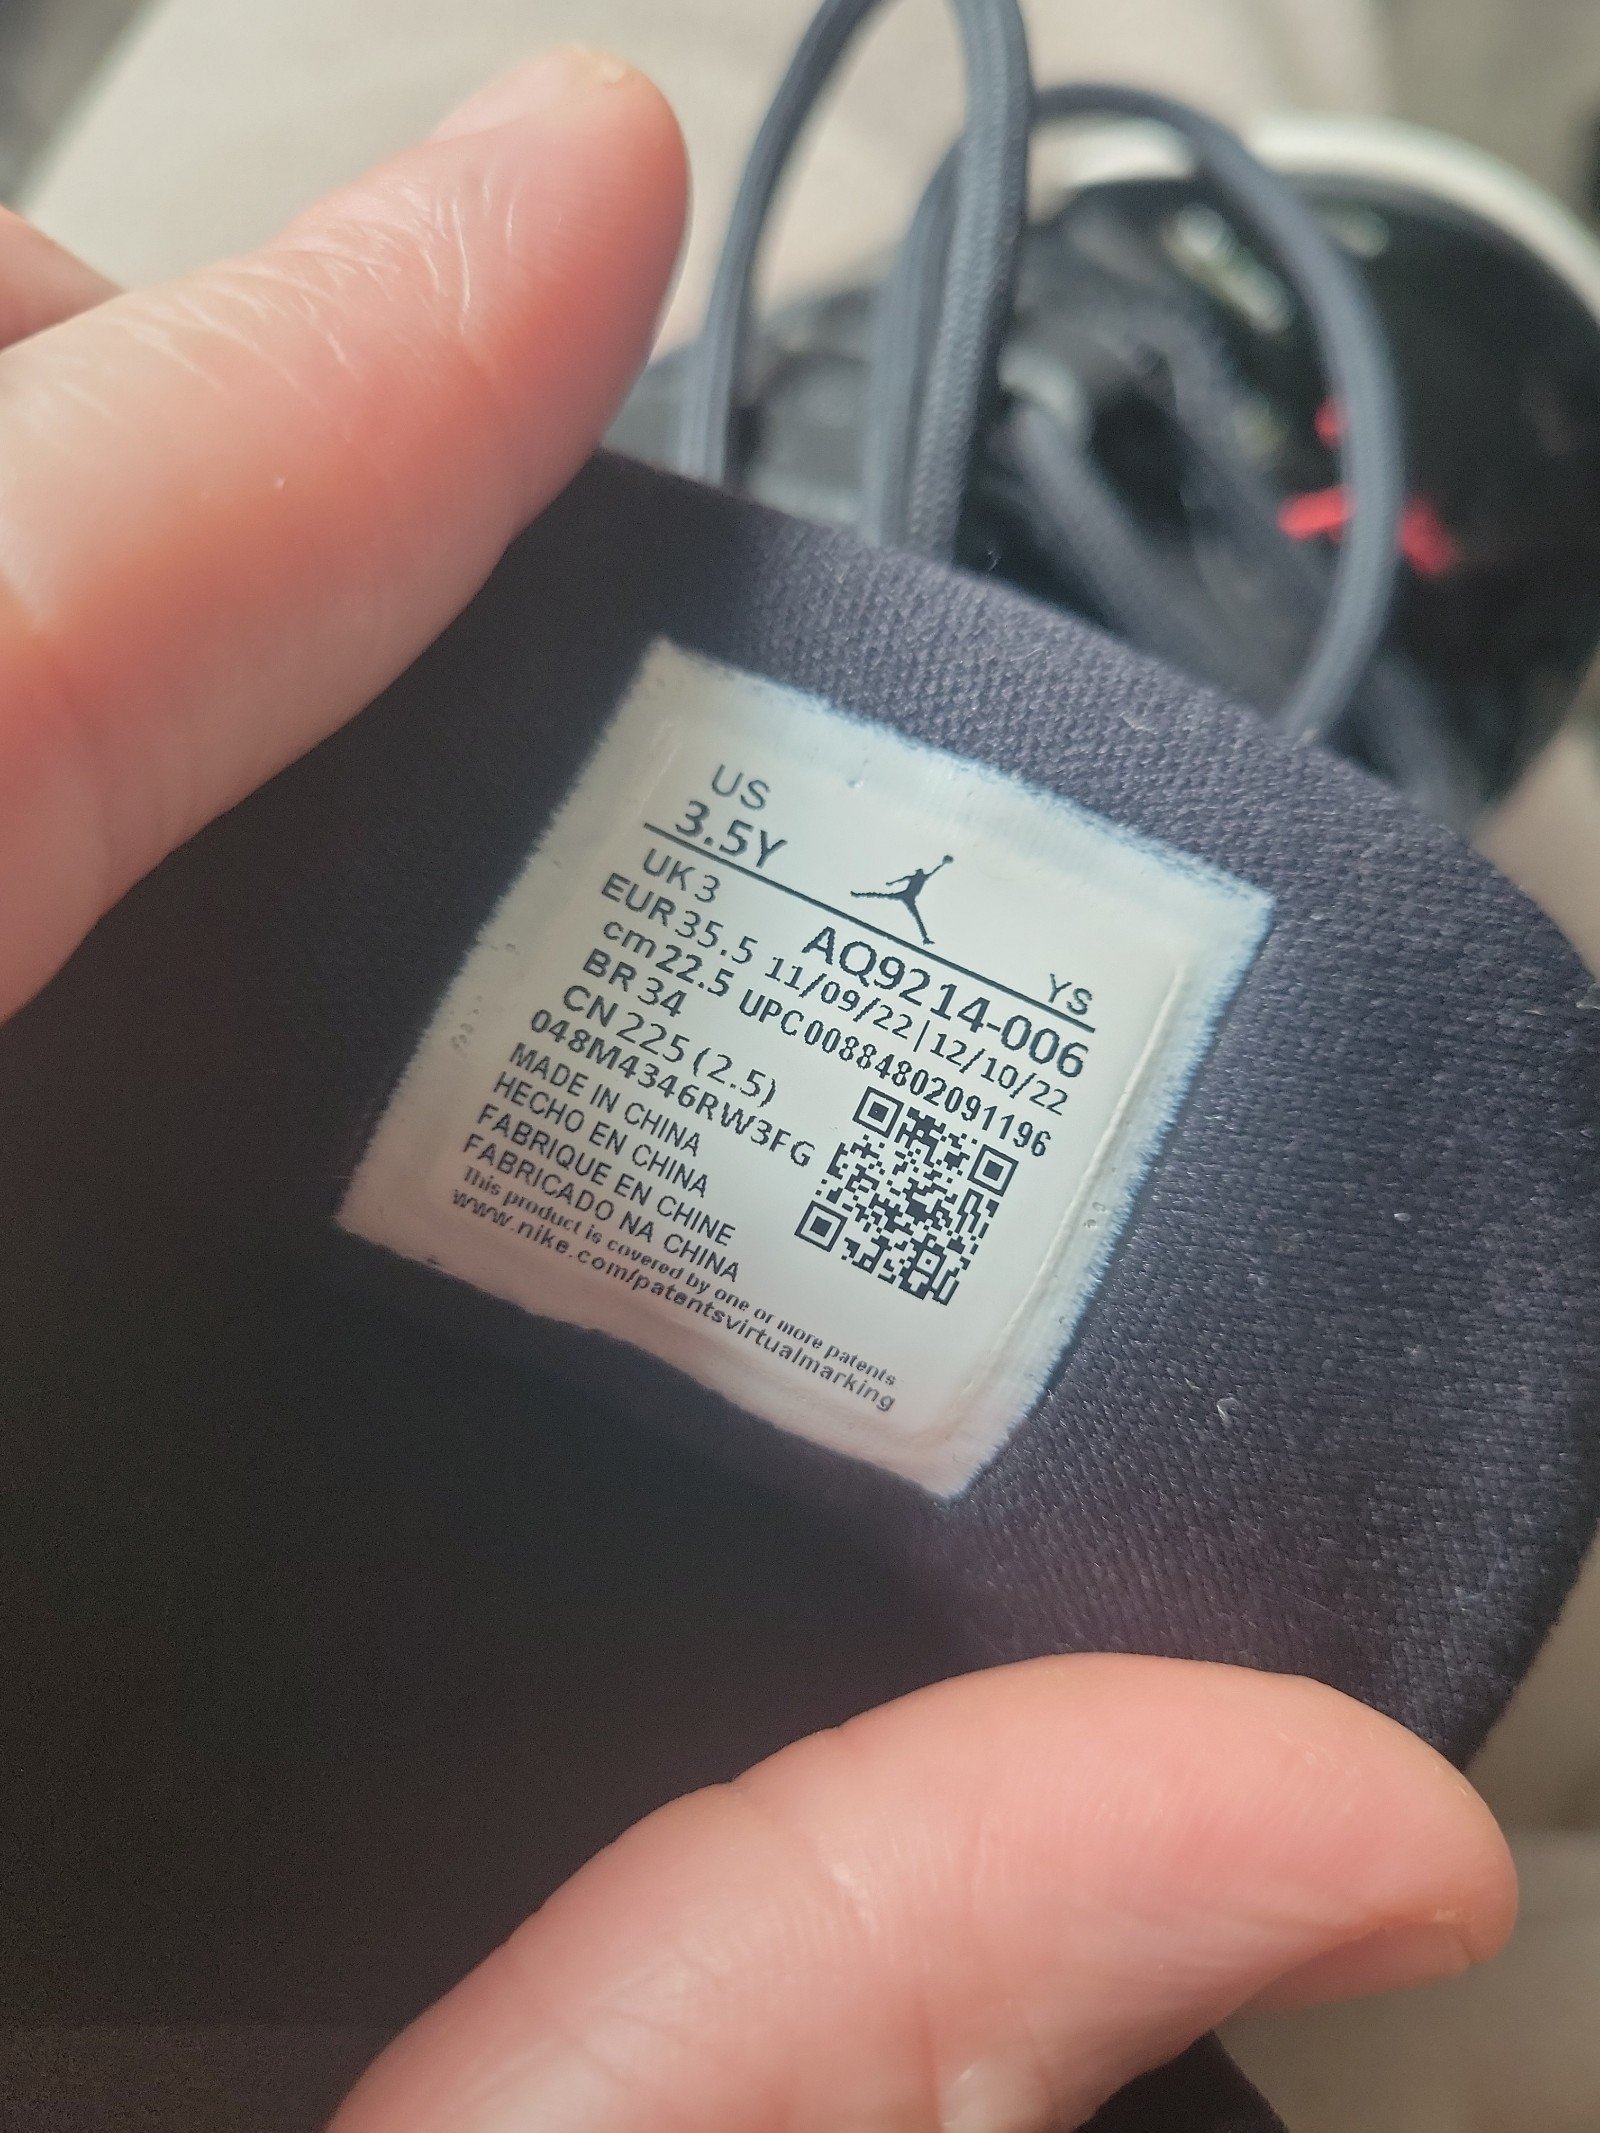 US
3.5Y
YS
UK 3
AQ9214-006
EUR 35.5
11/09/22|12/10/22
cm 22.5
UPC00884802091196
BR 34
CN 225 (2.5)
048M4346RW3FG
MADE IN CHINA
HECHO EN CHINA
FABRIQUE EN CHINE
FABRICADO NA CHINA
This product is covered by one or more patents
www.nike.com/patentsvirtualmarking